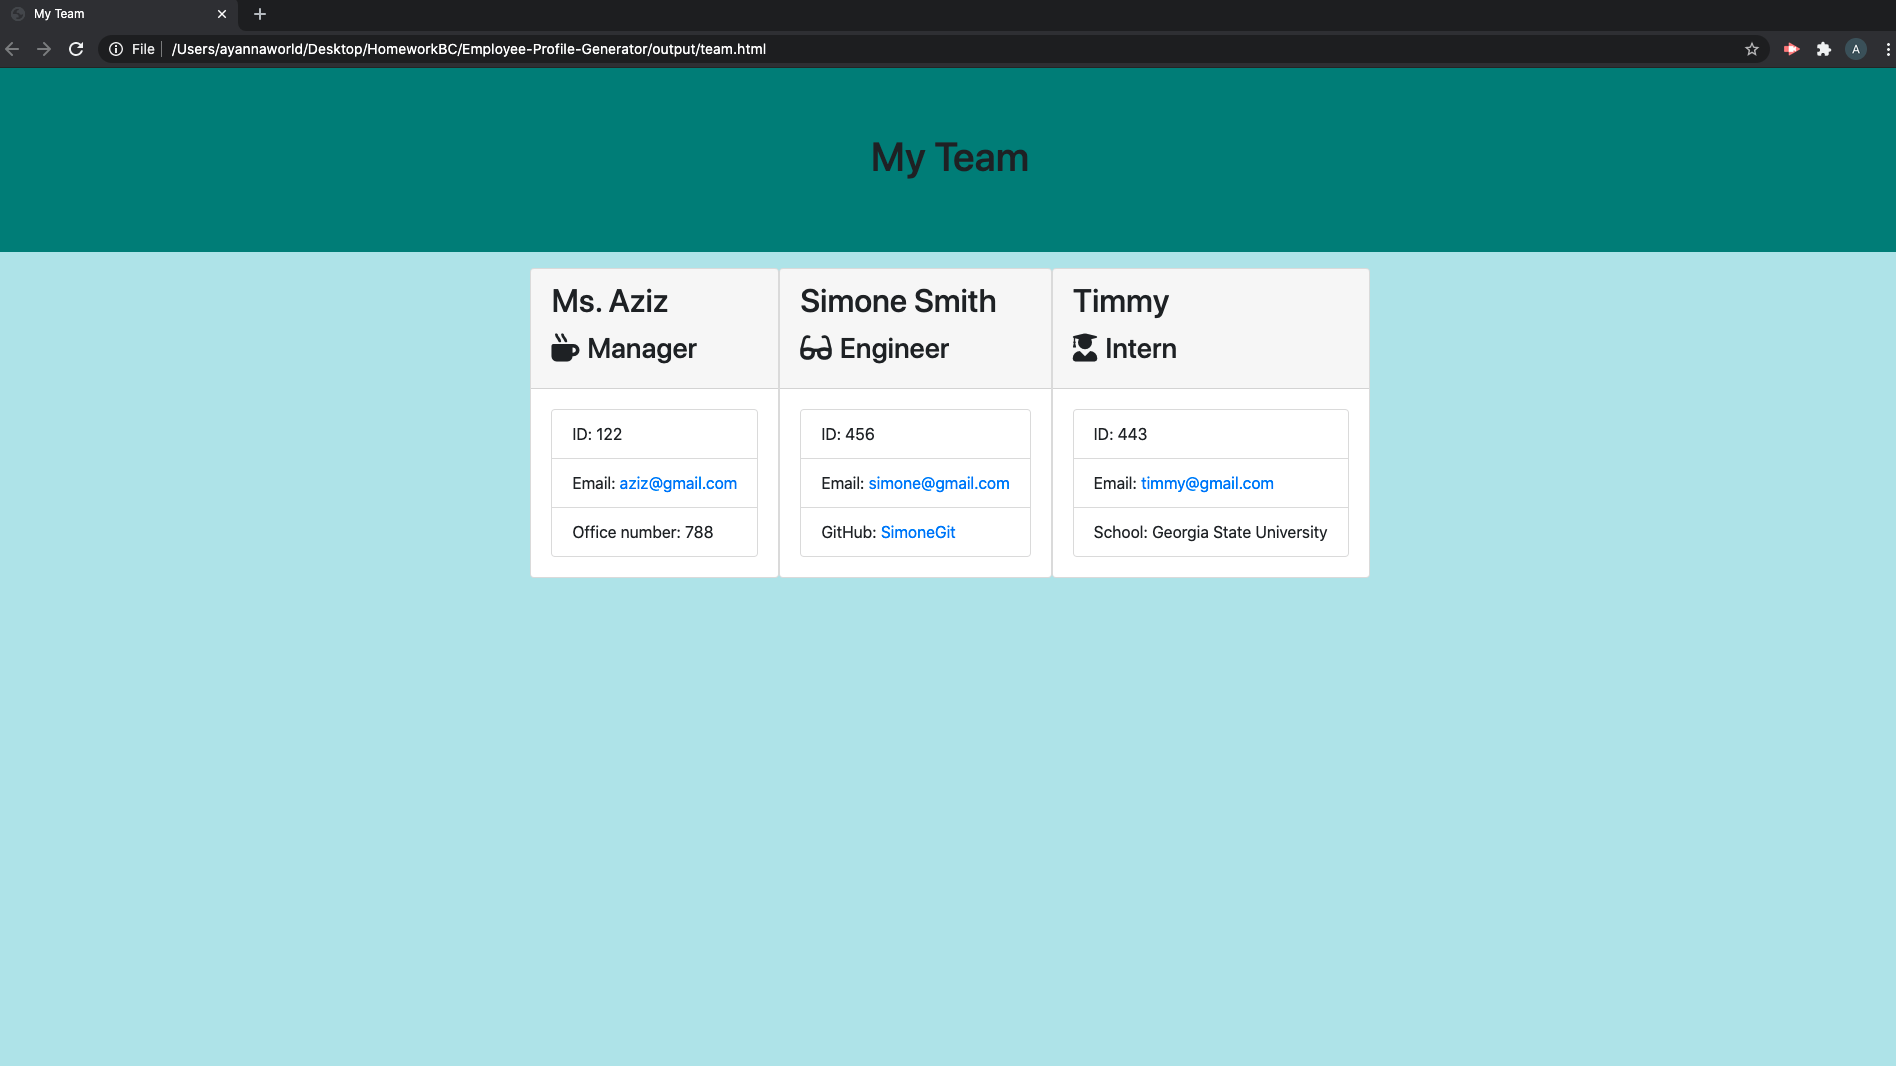 My Team
File /Users/ayannaworld/Desktop/HomeworkBC/Employee-Profile-Generator/output/team.html
A
My Team
Ms. Aziz
Manager
ID: 122
Email: aziz@gmail.com
Office number: 788
Simone Smith
Engineer
ID: 456
Email: simone@gmail.com
GitHub: SimoneGit
Timmy
Intern
ID: 443
Email: timmy@gmail.com
School: Georgia State University